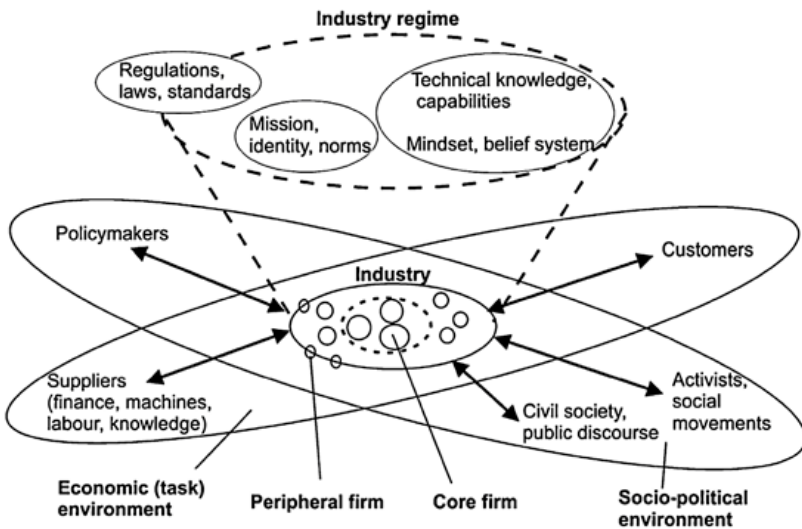 Industry regime
Regulations,
laws, standards
Technical knowledge,
capabilities
Mission,
identity, norms
Mindset, belief system
Policymakers
Customers
Industry
Suppliers
(finance, machines,
labour, knowledge)
Activists,
social
movements
Civil society,
public discourse
Economic (task)
environment
Peripheral firm
Core firm
Socio-political
environment